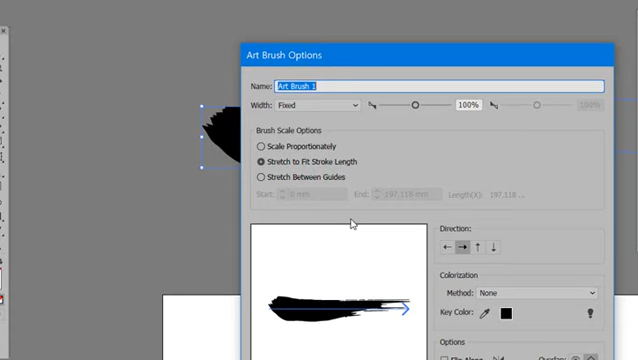 Art Brush Options
Name: Art Brush 1
Width: Fixed 100% 100%
Brush Scale Options
Scale Proportionately
Stretch to Fit Stroke Length
Stretch Between Guides
Start: 0 mm End: 197.118 mm Length(X): 197.118 ...
Direction:
Colorization
Method: None
Key Color:
Options
Flip Along Overlap: